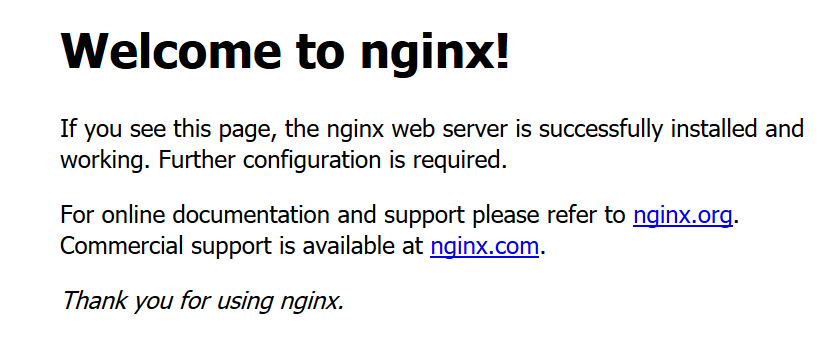 Welcome to nginx!
If you see this page, the nginx web server is successfully installed and
working. Further configuration is required.
For online documentation and support please refer to nginx.org.
Commercial support is available at nginx.com.
Thank you for using nginx.